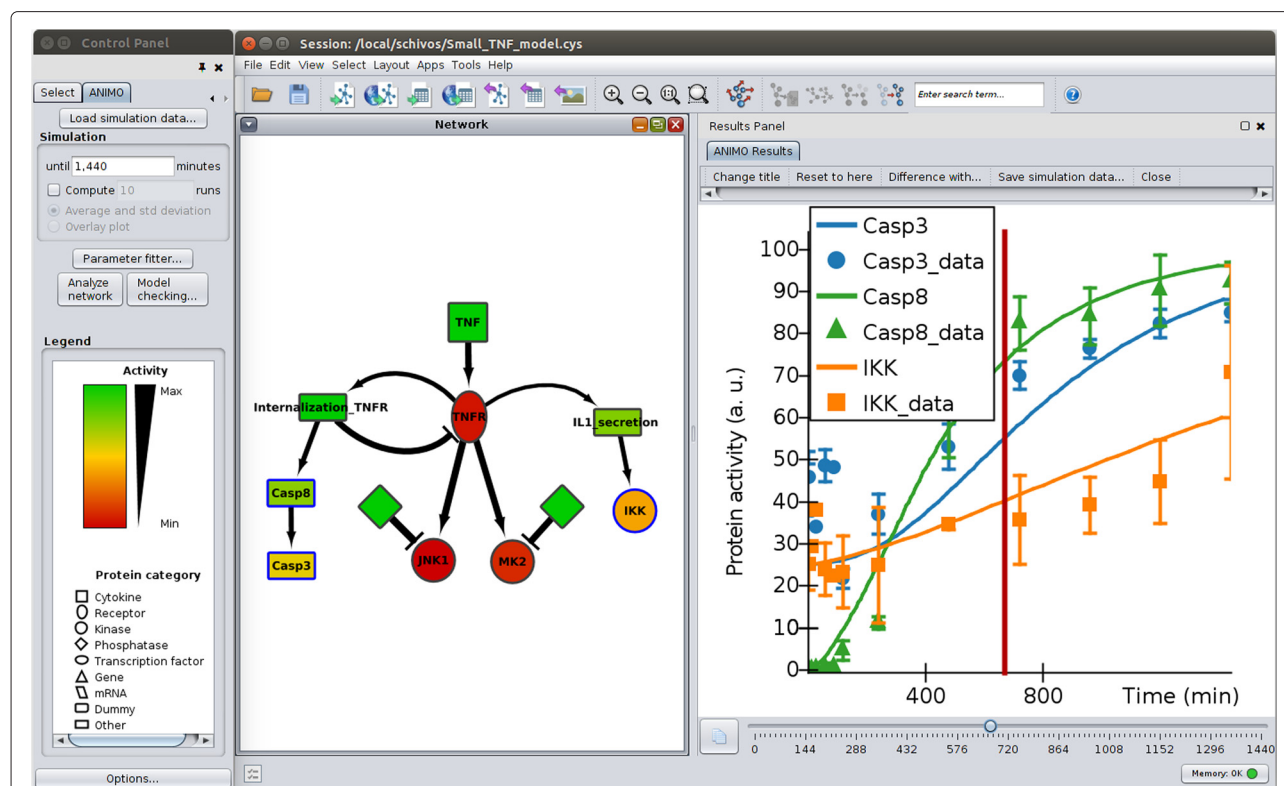 Control Panel
Select ANIMO
Load simulation data...
Simulation
until 1,440 minutes
Compute 10 runs
Average and std deviation
Overlay plot
Parameter fitter...
Analyze network
Model checking...
Legend
Activity
Max
Min
Protein category
Cytokine
Receptor
Kinase
Phosphatase
Transcription factor
Gene
mRNA
Dummy
Other
Options...
Session: /local/schivos/Small_TNF_model.cys
File Edit View Select Layout Apps Tools Help
Enter search term...
Network
TNF
Internalization_TNFR
TNFR
IL1_secretion
Casp8
IKK
Casp3
JNK1
MK2
Results Panel
ANIMO Results
Change title Reset to here Difference with... Save simulation data... Close
Casp3
Casp3_data
Casp8
Casp8_data
IKK
IKK_data
Protein activity (a. u.)
100
90
80
70
60
50
40
30
20
10
0
400 800 Time (min)
0 144 288 432 576 720 864 1008 1152 1296 1440
Memory: OK